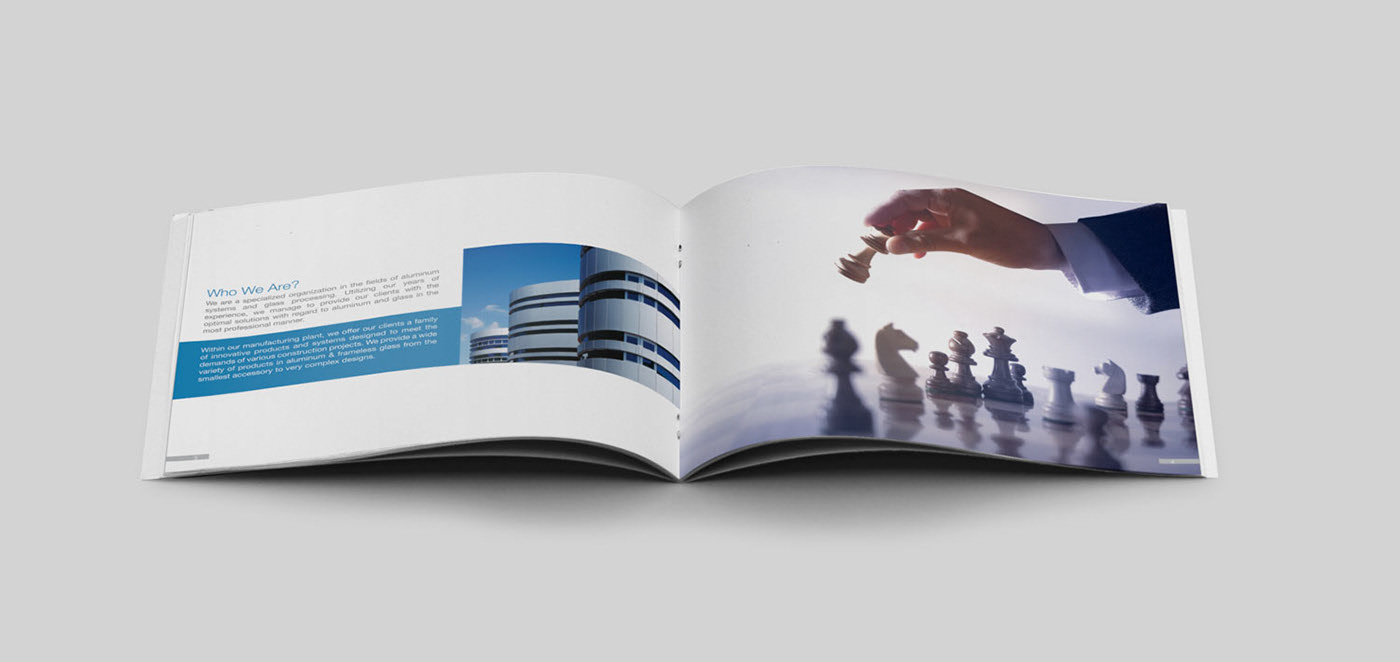 Who We Are?
We are a specialized organization in the fields of aluminum
systems and glass processing. Utilizing our years of
experience, we manage to provide our clients with the
optimal solutions with regard to aluminum and glass in the
most professional manner.
Within our manufacturing plant, we offer our clients a family
of innovative products and systems designed to meet the
demands of various construction projects. We provide a wide
variety of products in aluminum & frameless glass from the
smallest accessory to very complex designs.